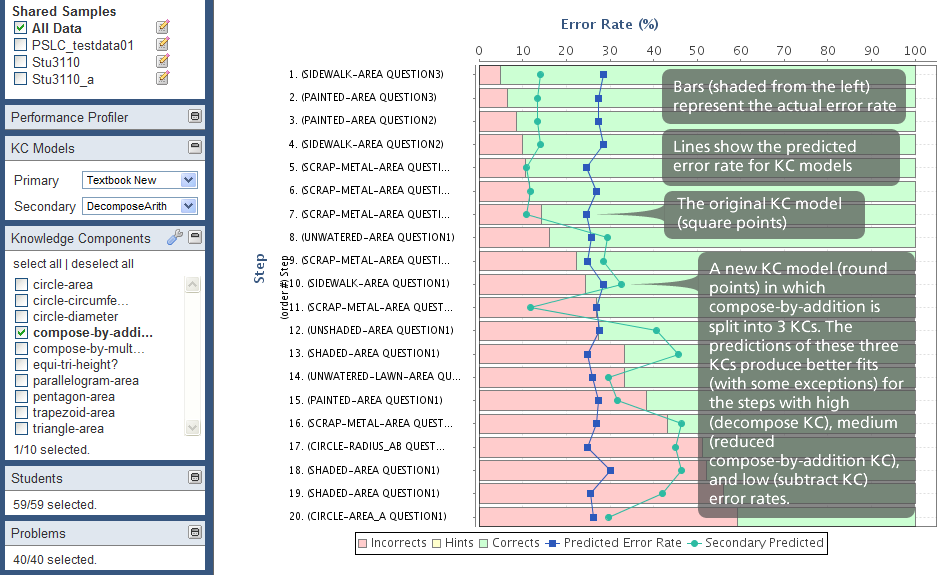 Shared Samples
All Data
PSLC_testdata01
Stu3110
Stu3110_a
Performance Profiler
KC Models
Primary Textbook New
Secondary DecomposeArith
Knowledge Components
select all | deselect all
circle-area
circle-circumfe...
circle-diameter
compose-by-addi...
compose-by-mult...
equi-tri-height?
parallelogram-area
pentagon-area
trapezoid-area
triangle-area
1/10 selected.
Students
59/59 selected.
Problems
40/40 selected.
Error Rate (%)
0 10 20 30 40 50 60 70 80 90 100
Step
(order in Step
1. (SIDEWALK-AREA QUESTION3)
2. (PAINTED-AREA QUESTION3)
3. (PAINTED-AREA QUESTION2)
4. (SIDEWALK-AREA QUESTION2)
5. (SCRAP-METAL-AREA QUESTI...
6. (SCRAP-METAL-AREA QUESTI...
7. (SCRAP-METAL-AREA QUESTI...
8. (UNWATERED-AREA QUESTION1)
9. (SCRAP-METAL-AREA QUESTI...
10. (SIDEWALK-AREA QUESTION1)
11. (SCRAP-METAL-AREA QUEST...
12. (UNSHADED-AREA QUESTION1)
13. (SHADED-AREA QUESTION1)
14. (UNWATERED-LAWN-AREA QU...
15. (PAINTED-AREA QUESTION1)
16. (SCRAP-METAL-AREA QUEST...
17. (CIRCLE-RADIUS_AB QUEST...
18. (SHADED-AREA QUESTION1)
19. (SHADED-AREA QUESTION1)
20. (CIRCLE-AREA_A QUESTION1)
Bars (shaded from the left)
represent the actual error rate
Lines show the predicted
error rate for KC models
The original KC model
(square points)
A new KC model (round
points) in which
compose-by-addition is
split into 3 KCs. The
predictions of these three
KCs produce better fits
(with some exceptions) for
the steps with high
(decompose KC), medium
(reduced
compose-by-addition KC),
and low (subtract KC)
error rates.
Incorrects Hints Corrects Predicted Error Rate Secondary Predicted